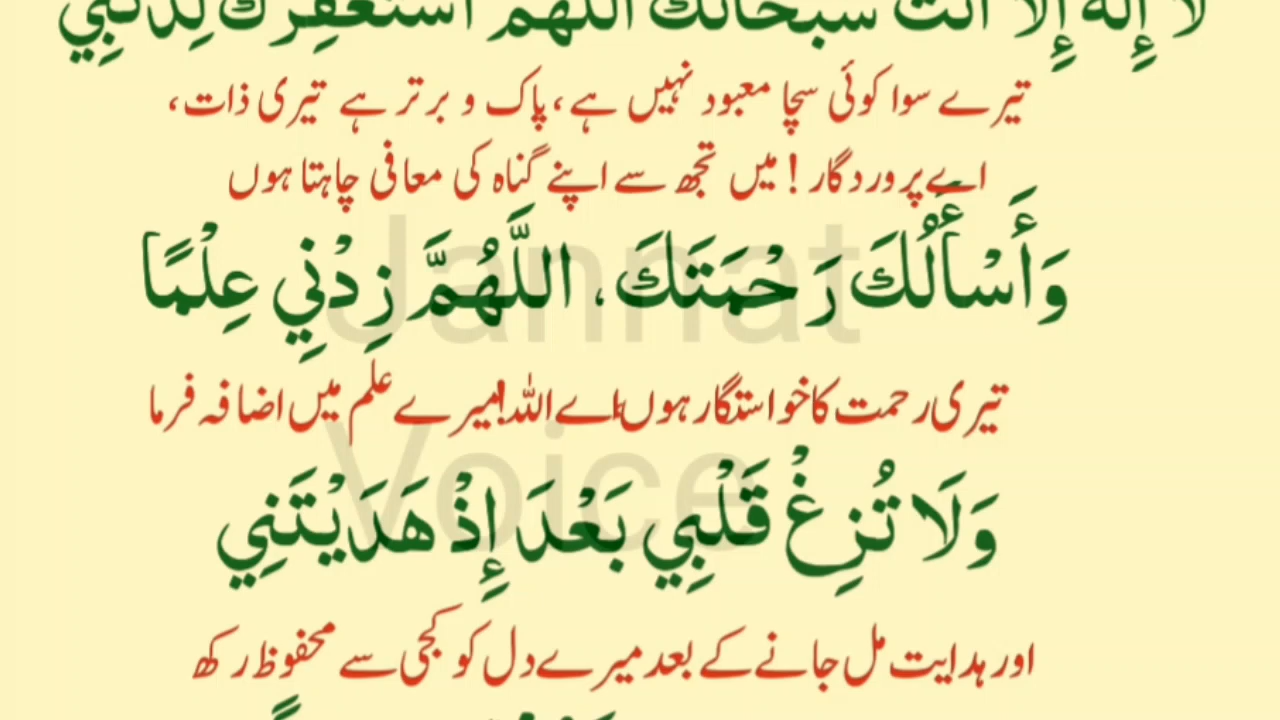 لَا إِلَهَ إِلَّا أَنْتَ سُبْحَانَكَ اللَّهُمَّ أَسْتَغْفِرُكَ لِذَنْبِي
تیرے سوا کوئی سچا معبود نہیں ہے، پاک و برتر ہے تیری ذات،
اے پروردگار! میں تجھ سے اپنے گناہ کی معافی چاہتا ہوں
وَأَسْأَلُكَ رَحْمَتَكَ، اللَّهُمَّ زِدْنِي عِلْمًا
Jannat
تیری رحمت کا خواستگار ہوں اے اللہ! میرے علم میں اضافہ فرما
Voice
وَلَا تُزِغْ قَلْبِي بَعْدَ إِذْ هَدَيْتَنِي
اور ہدایت مل جانے کے بعد میرے دل کو کجی سے محفوظ رکھ